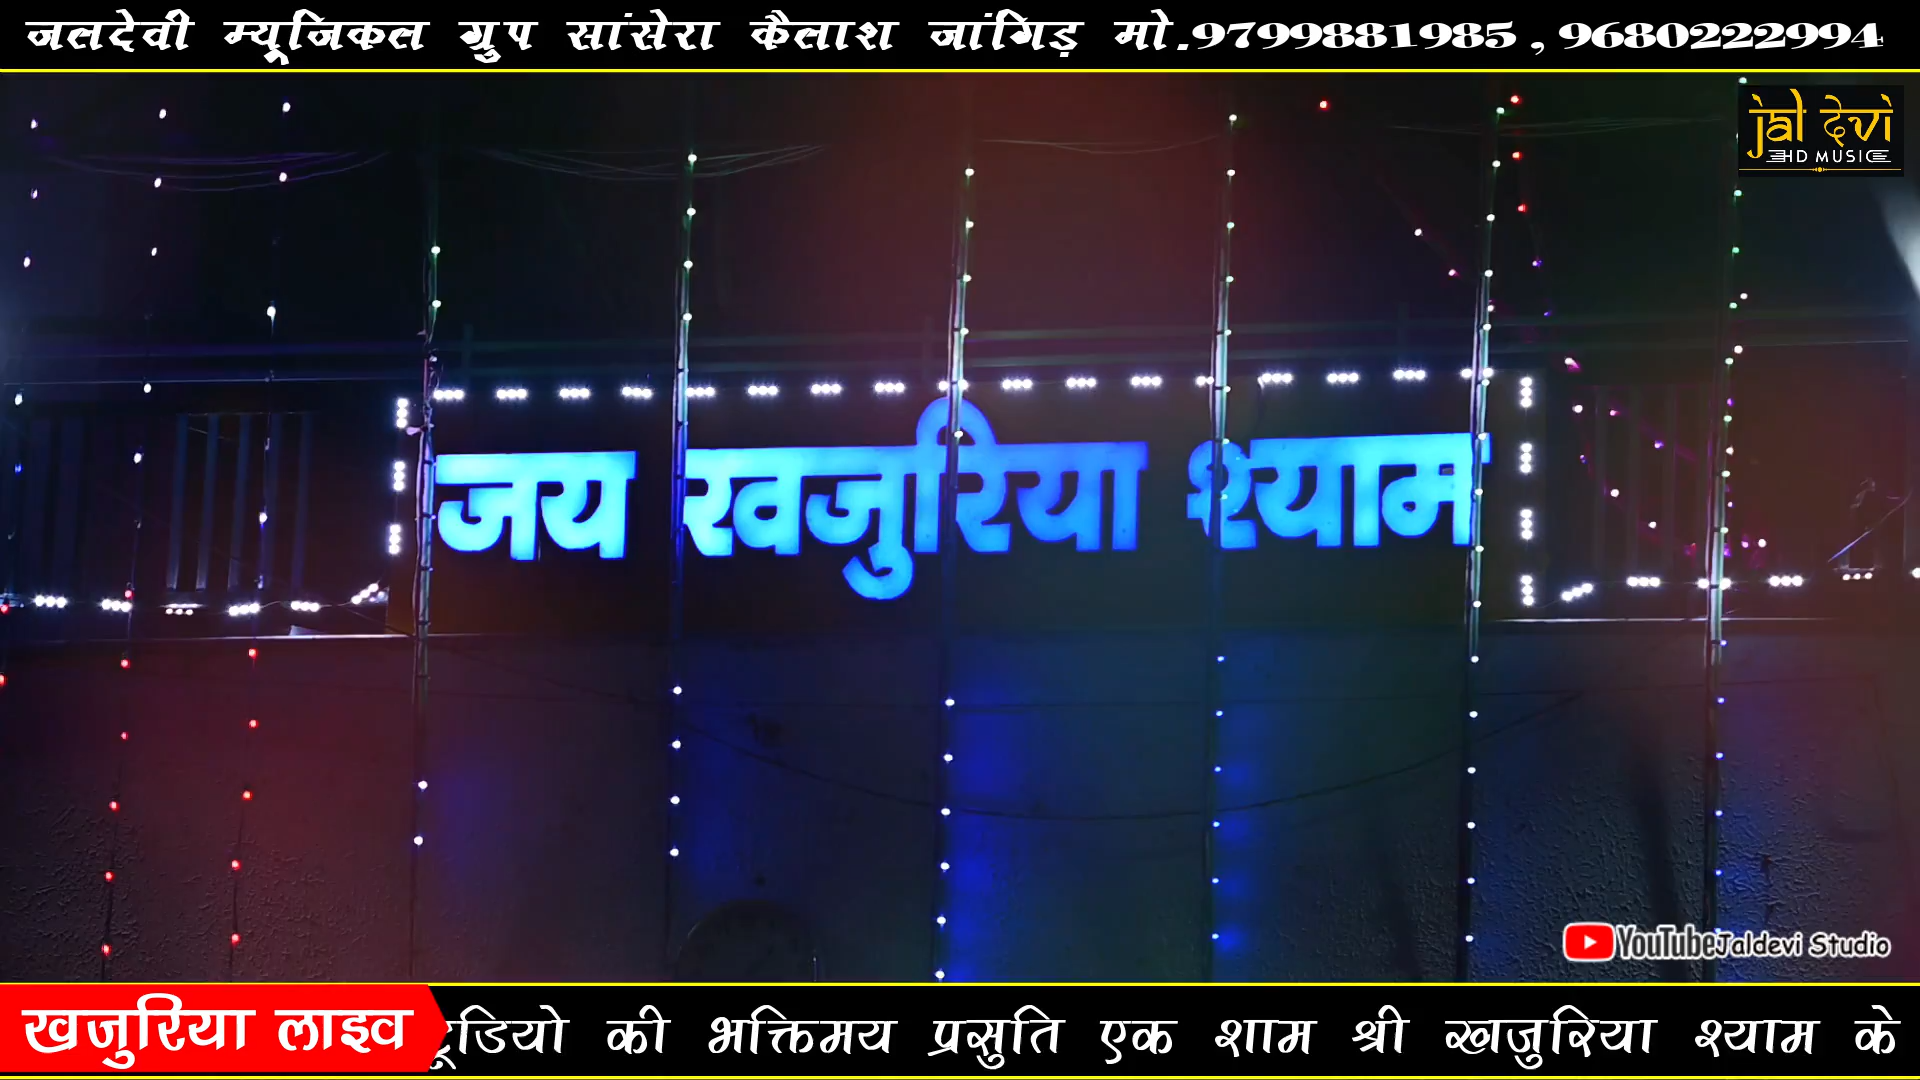 जलदेवी म्यूजिकल ग्रुप सांसेरा कैलाश जांगिड़ मो.9799881985 , 9680222994
jal देवी
HD MUSIC
जय खजुरिया श्याम
YouTube Jaldevi Studio
खजुरिया लाइव
टूडियो की भक्तिमय प्रसुति एक शाम श्री खजुरिया श्याम के